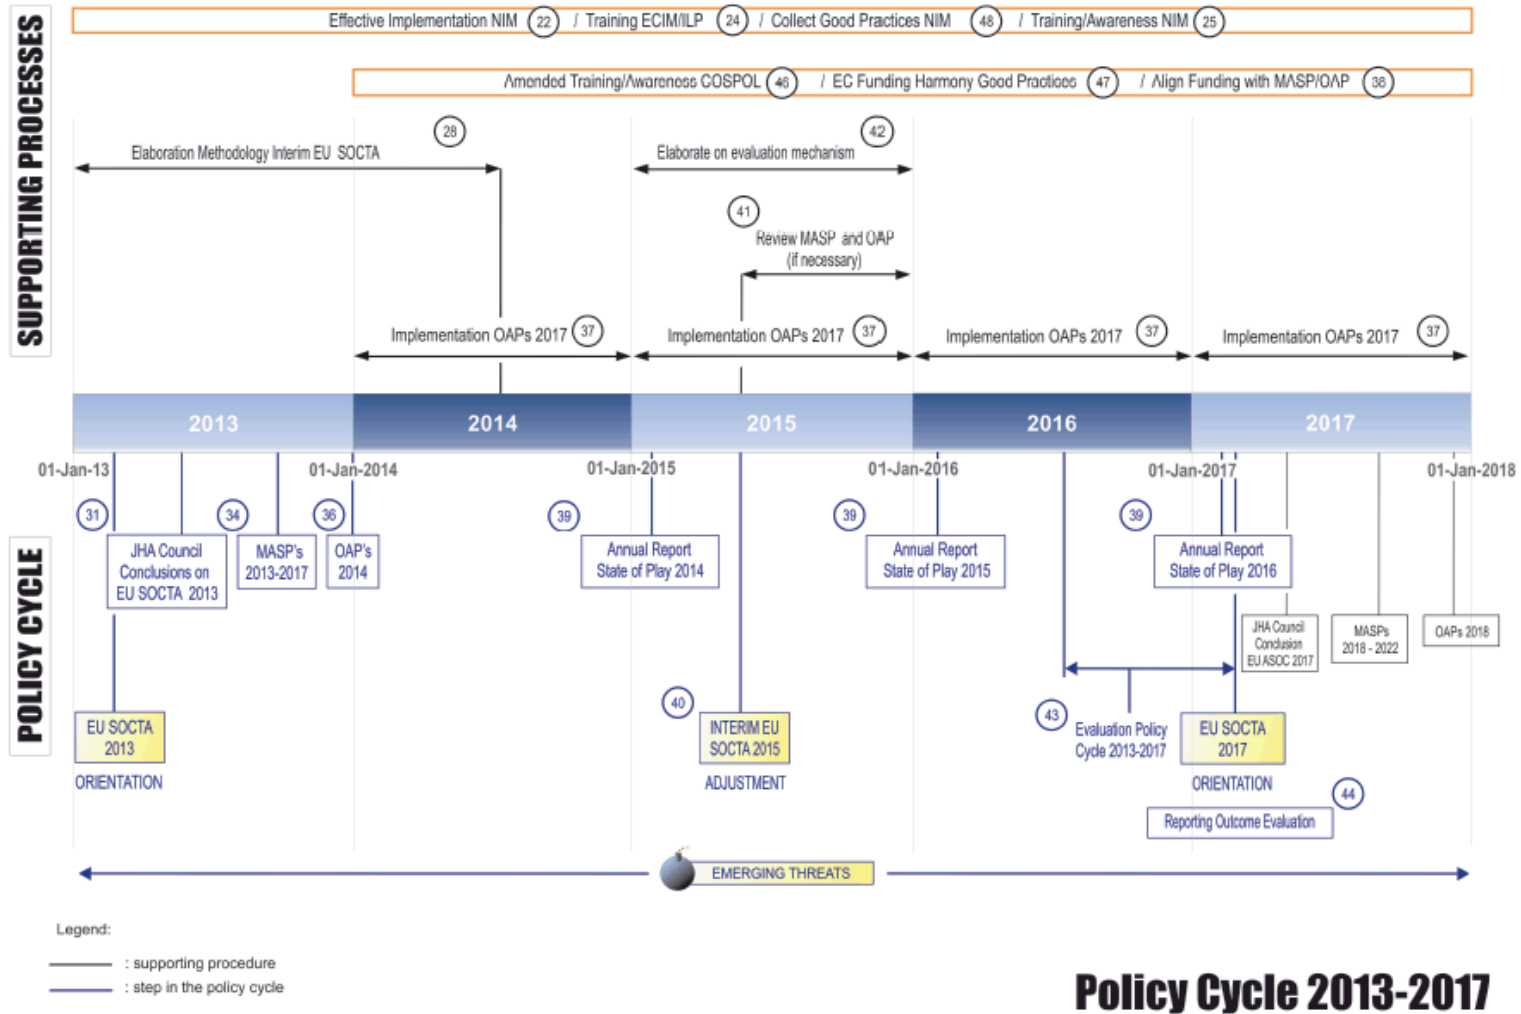 SUPPORTING PROCESSES
Effective Implementation NIM 22 / Training ECIM/ILP 24 / Collect Good Practices NIM 48 / Training/Awareness NIM 25
Amended Training/Awareness COSPOL 46 / EC Funding Harmony Good Practices 47 / Align Funding with MASP/OAP 38
28
Elaboration Methodology Interim EU SOCTA
42
Elaborate on evaluation mechanism
41
Review MASP and OAP
(if necessary)
Implementation OAPs 2017 37
Implementation OAPs 2017 37
Implementation OAPs 2017 37
Implementation OAPs 2017 37
2013
2014
2015
2016
2017
01-Jan-13
01-Jan-2014
01-Jan-2015
01-Jan-2016
01-Jan-2017
01-Jan-2018
POLICY CYCLE
31
34
36
39
39
39
JHA Council
Conclusions on
EU SOCTA 2013
MASP's
2013-2017
OAP's
2014
Annual Report
State of Play 2014
Annual Report
State of Play 2015
Annual Report
State of Play 2016
JHA Council
Conclusion
EU ASOC 2017
MASPs
2018 - 2022
OAPs 2018
EU SOCTA
2013
ORIENTATION
40
INTERIM EU
SOCTA 2015
ADJUSTMENT
43
Evaluation Policy
Cycle 2013-2017
EU SOCTA
2017
ORIENTATION
44
Reporting Outcome Evaluation
EMERGING THREATS
Legend:
: supporting procedure
: step in the policy cycle
Policy Cycle 2013-2017